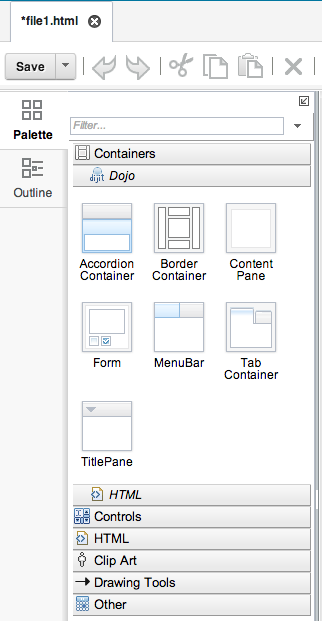 *file1.html
Save
Palette
Filter...
Containers
dijit Dojo
Outline
Accordion Container
Border Container
Content Pane
Form
MenuBar
Tab Container
TitlePane
HTML
Controls
HTML
Clip Art
Drawing Tools
Other